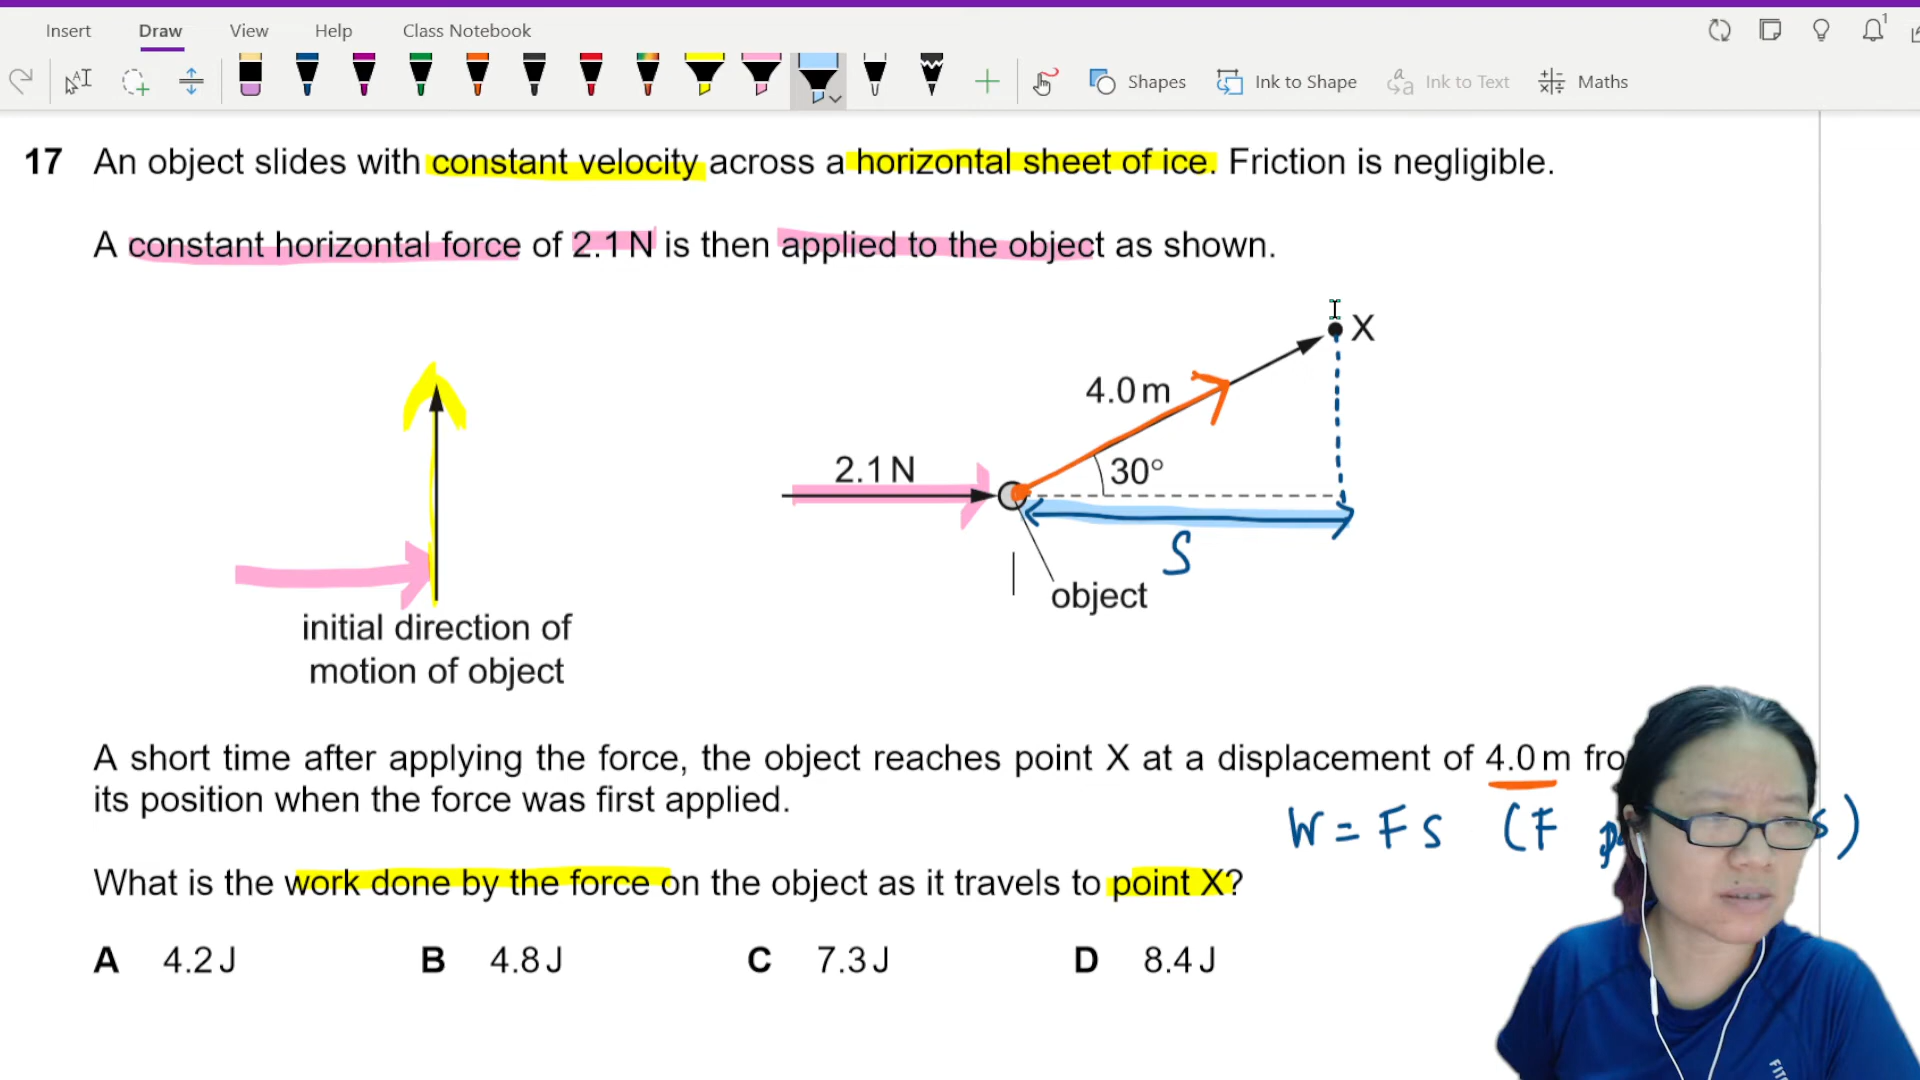 Insert Draw View Help Class Notebook
Shapes Ink to Shape Ink to Text Maths
17 An object slides with constant velocity across a horizontal sheet of ice. Friction is negligible.
A constant horizontal force of 2.1 N is then applied to the object as shown.
X
4.0 m
2.1 N
30°
S
object
initial direction of
motion of object
A short time after applying the force, the object reaches point X at a displacement of 4.0 m
its position when the force was first applied.
W = F s (F s)
What is the work done by the force on the object as it travels to point X?
A 4.2 J B 4.8 J C 7.3 J D 8.4 J